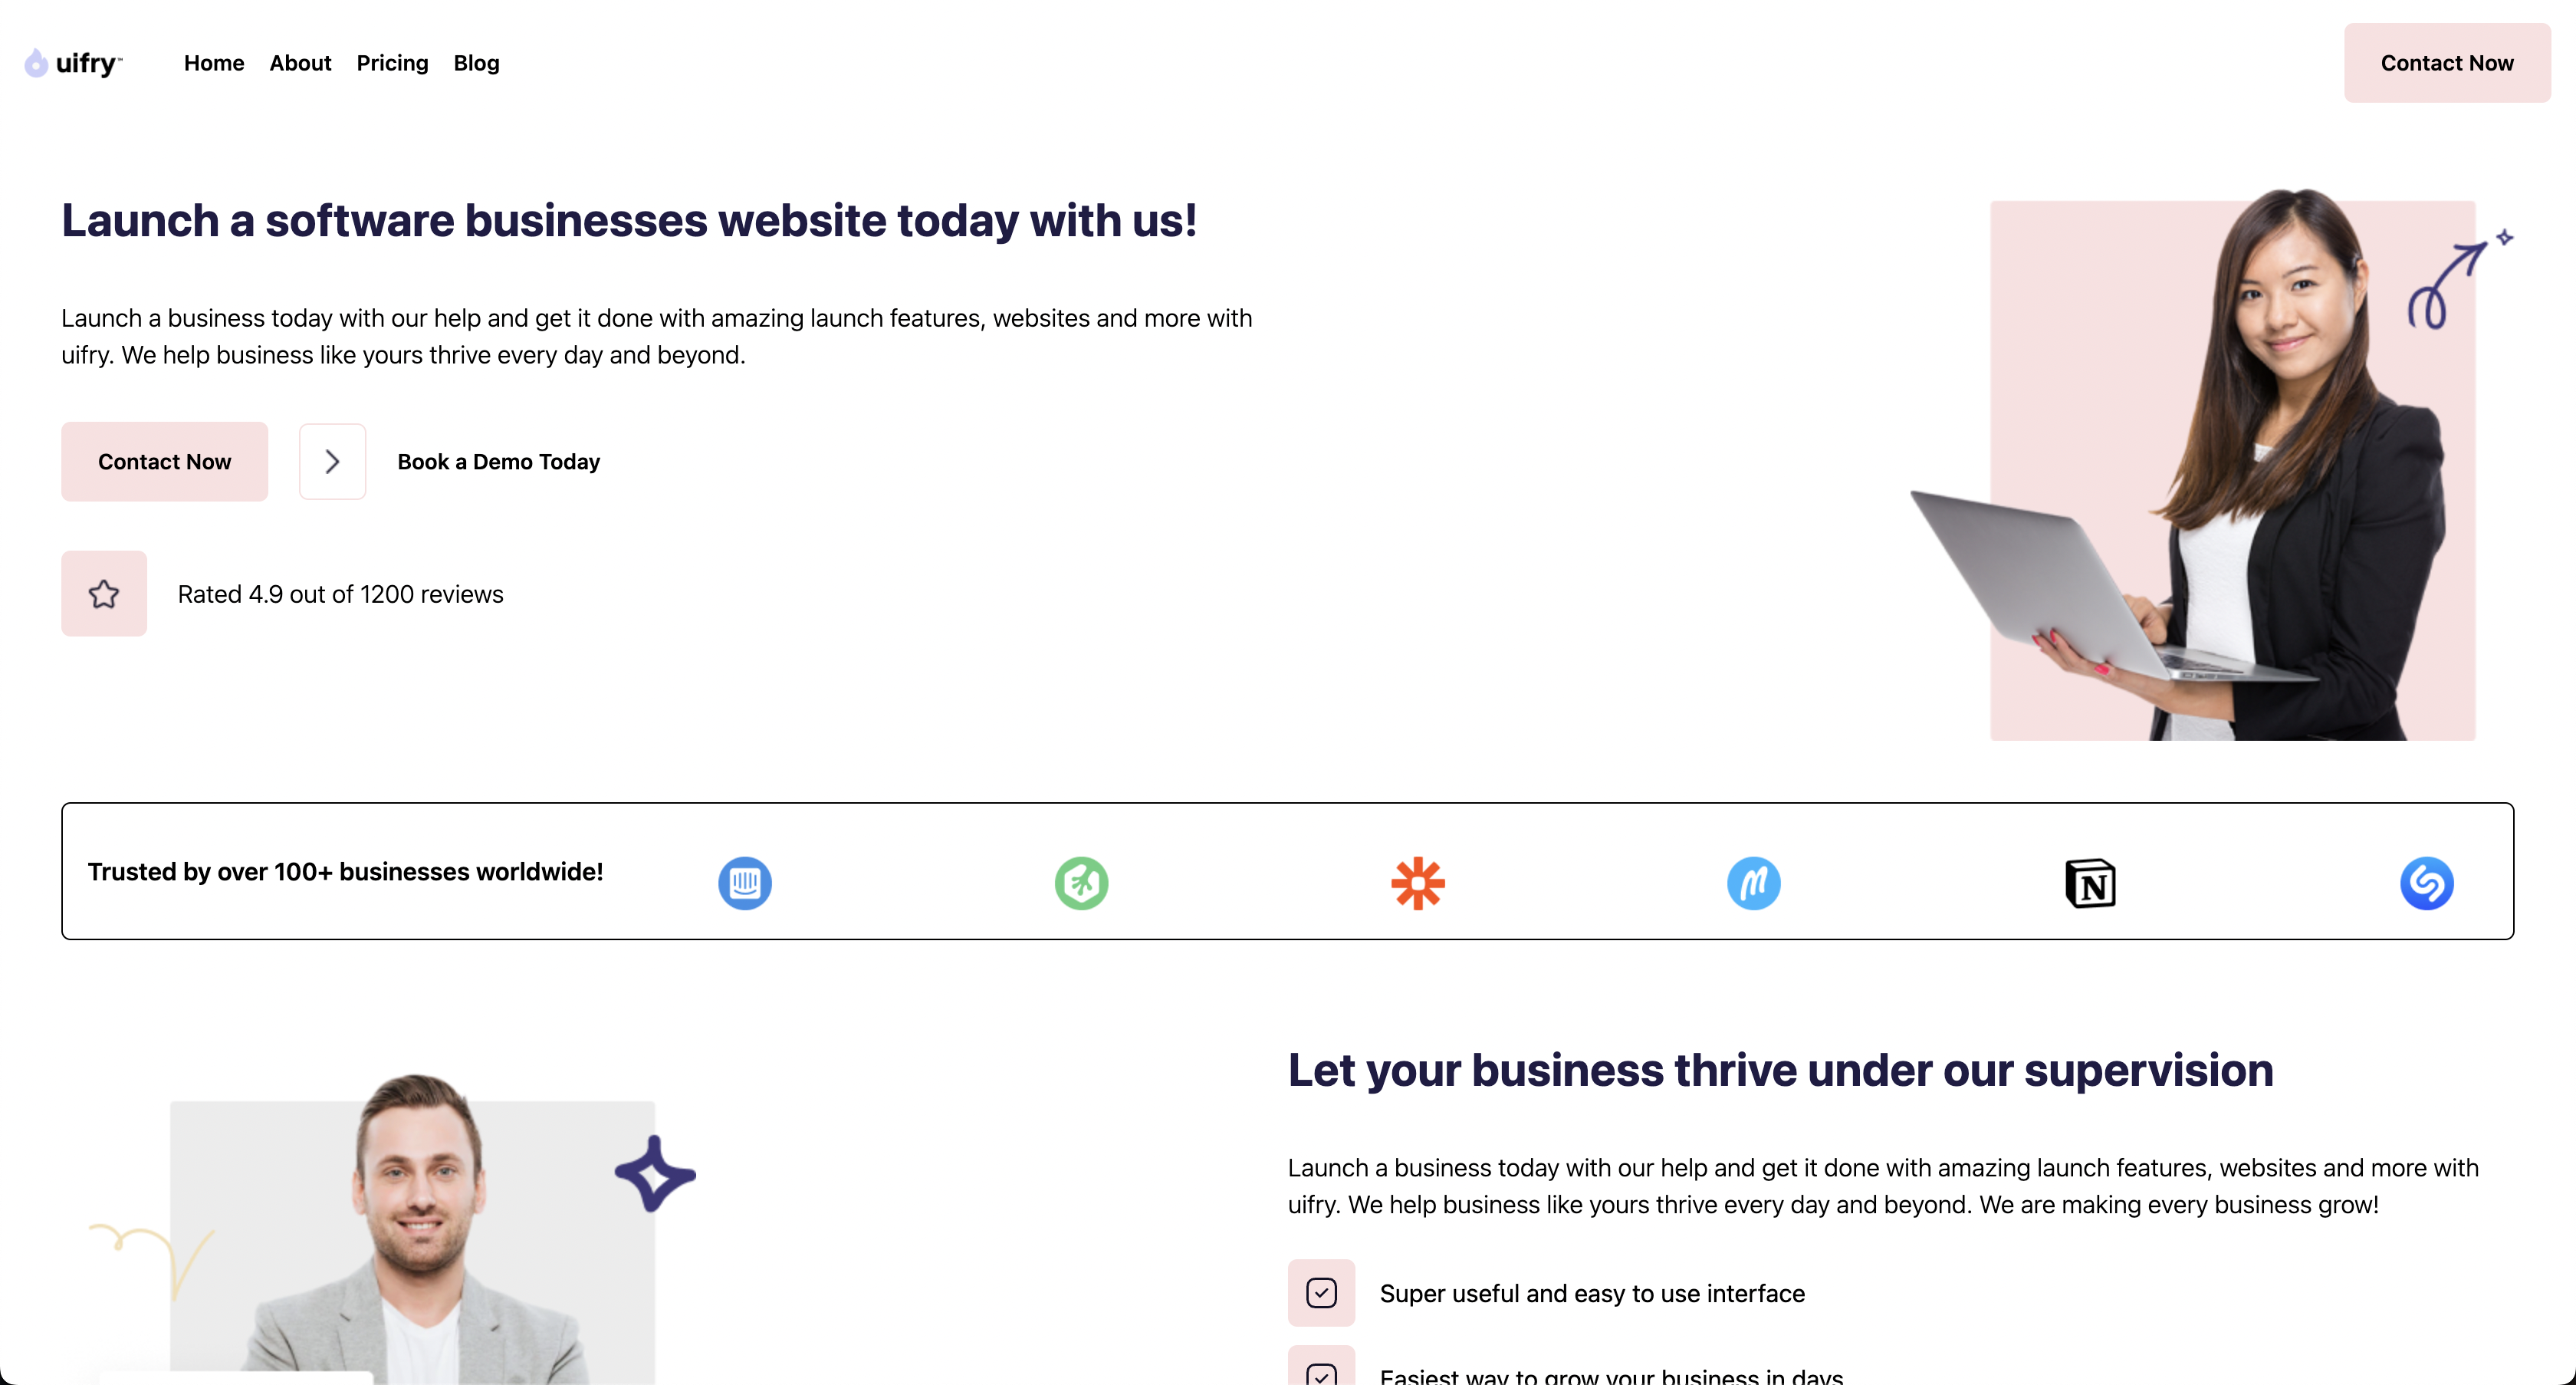 uifry™
Home About Pricing Blog
Contact Now
Launch a software businesses website today with us!
Launch a business today with our help and get it done with amazing launch features, websites and more with
uifry. We help business like yours thrive every day and beyond.
Contact Now
Book a Demo Today
Rated 4.9 out of 1200 reviews
Trusted by over 100+ businesses worldwide!
N
Let your business thrive under our supervision
Launch a business today with our help and get it done with amazing launch features, websites and more with
uifry. We help business like yours thrive every day and beyond. We are making every business grow!
Super useful and easy to use interface
Easiest way to grow your business in days